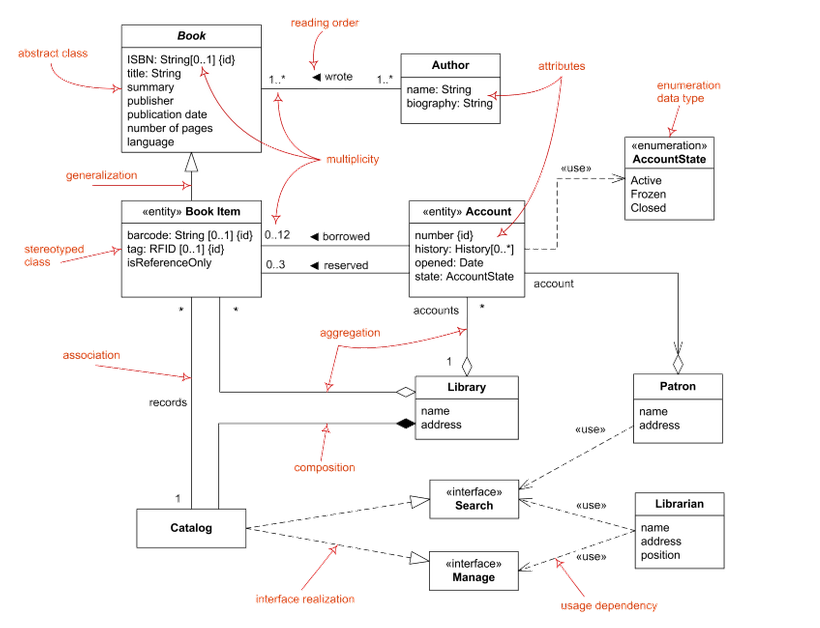 reading order
Book
abstract class
ISBN: String[0..1] {id}
title: String
summary
publisher
publication date
number of pages
language
1..*
◄ wrote
1..*
Author
name: String
biography: String
attributes
enumeration
data type
multiplicity
«enumeration»
AccountState
Active
Frozen
Closed
«use»
generalization
«entity» Book Item
barcode: String [0..1] {id}
tag: RFID [0..1] {id}
isReferenceOnly
stereotyped
class
0..12
◄ borrowed
0..3
◄ reserved
«entity» Account
number {id}
history: History[0..*]
opened: Date
state: AccountState
account
accounts
*
*
*
aggregation
association
1
Library
name
address
Patron
name
address
records
composition
«use»
1
Catalog
«interface»
Search
«use»
Librarian
name
address
position
«interface»
Manage
«use»
interface realization
usage dependency